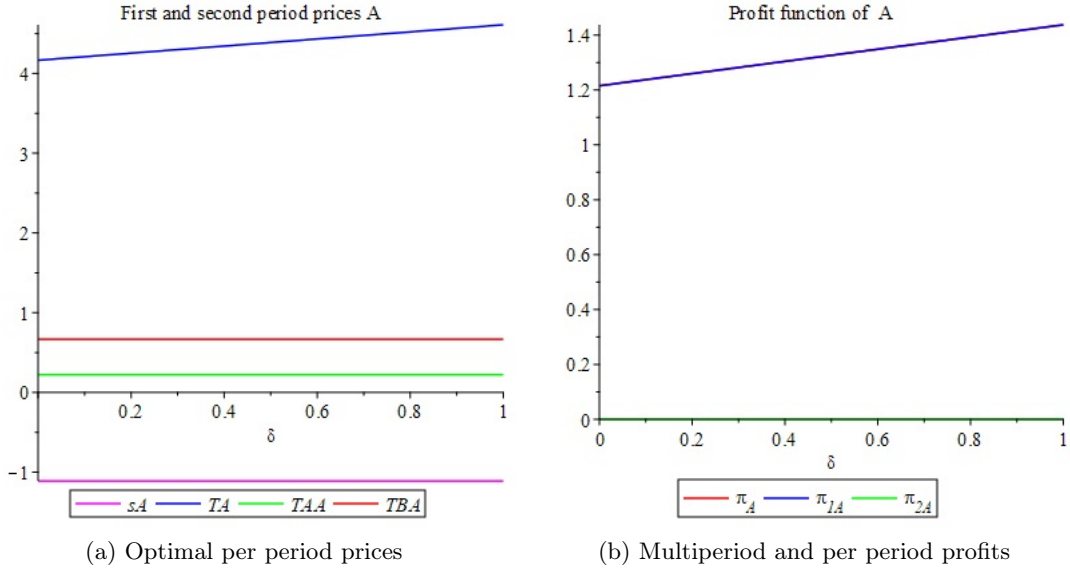 First and second period prices A
4
3
2
1
0
−1
0.2
0.4
0.6
0.8
1
δ
sA
TA
TAA
TBA
(a) Optimal per period prices
Profit function of A
1.4
1.2
1
0.8
0.6
0.4
0.2
0
0
0.2
0.4
0.6
0.8
1
δ
π_A
π_1A
π_2A
(b) Multiperiod and per period profits